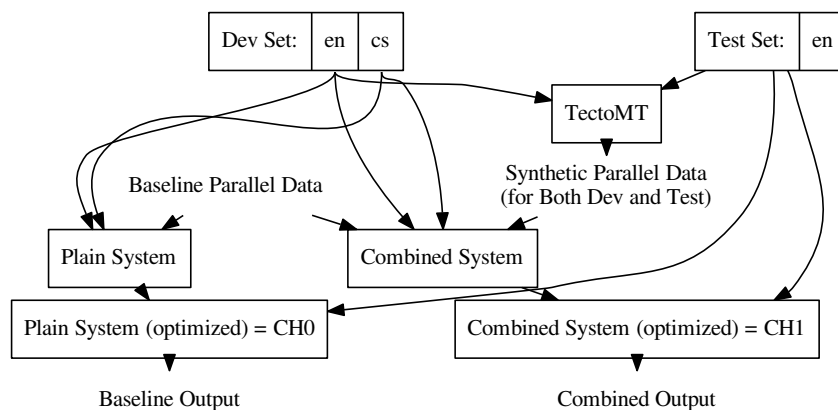 Dev Set: en cs
Test Set: en
TectoMT
Baseline Parallel Data
Synthetic Parallel Data
(for Both Dev and Test)
Plain System
Combined System
Plain System (optimized) = CH0
Combined System (optimized) = CH1
Baseline Output
Combined Output